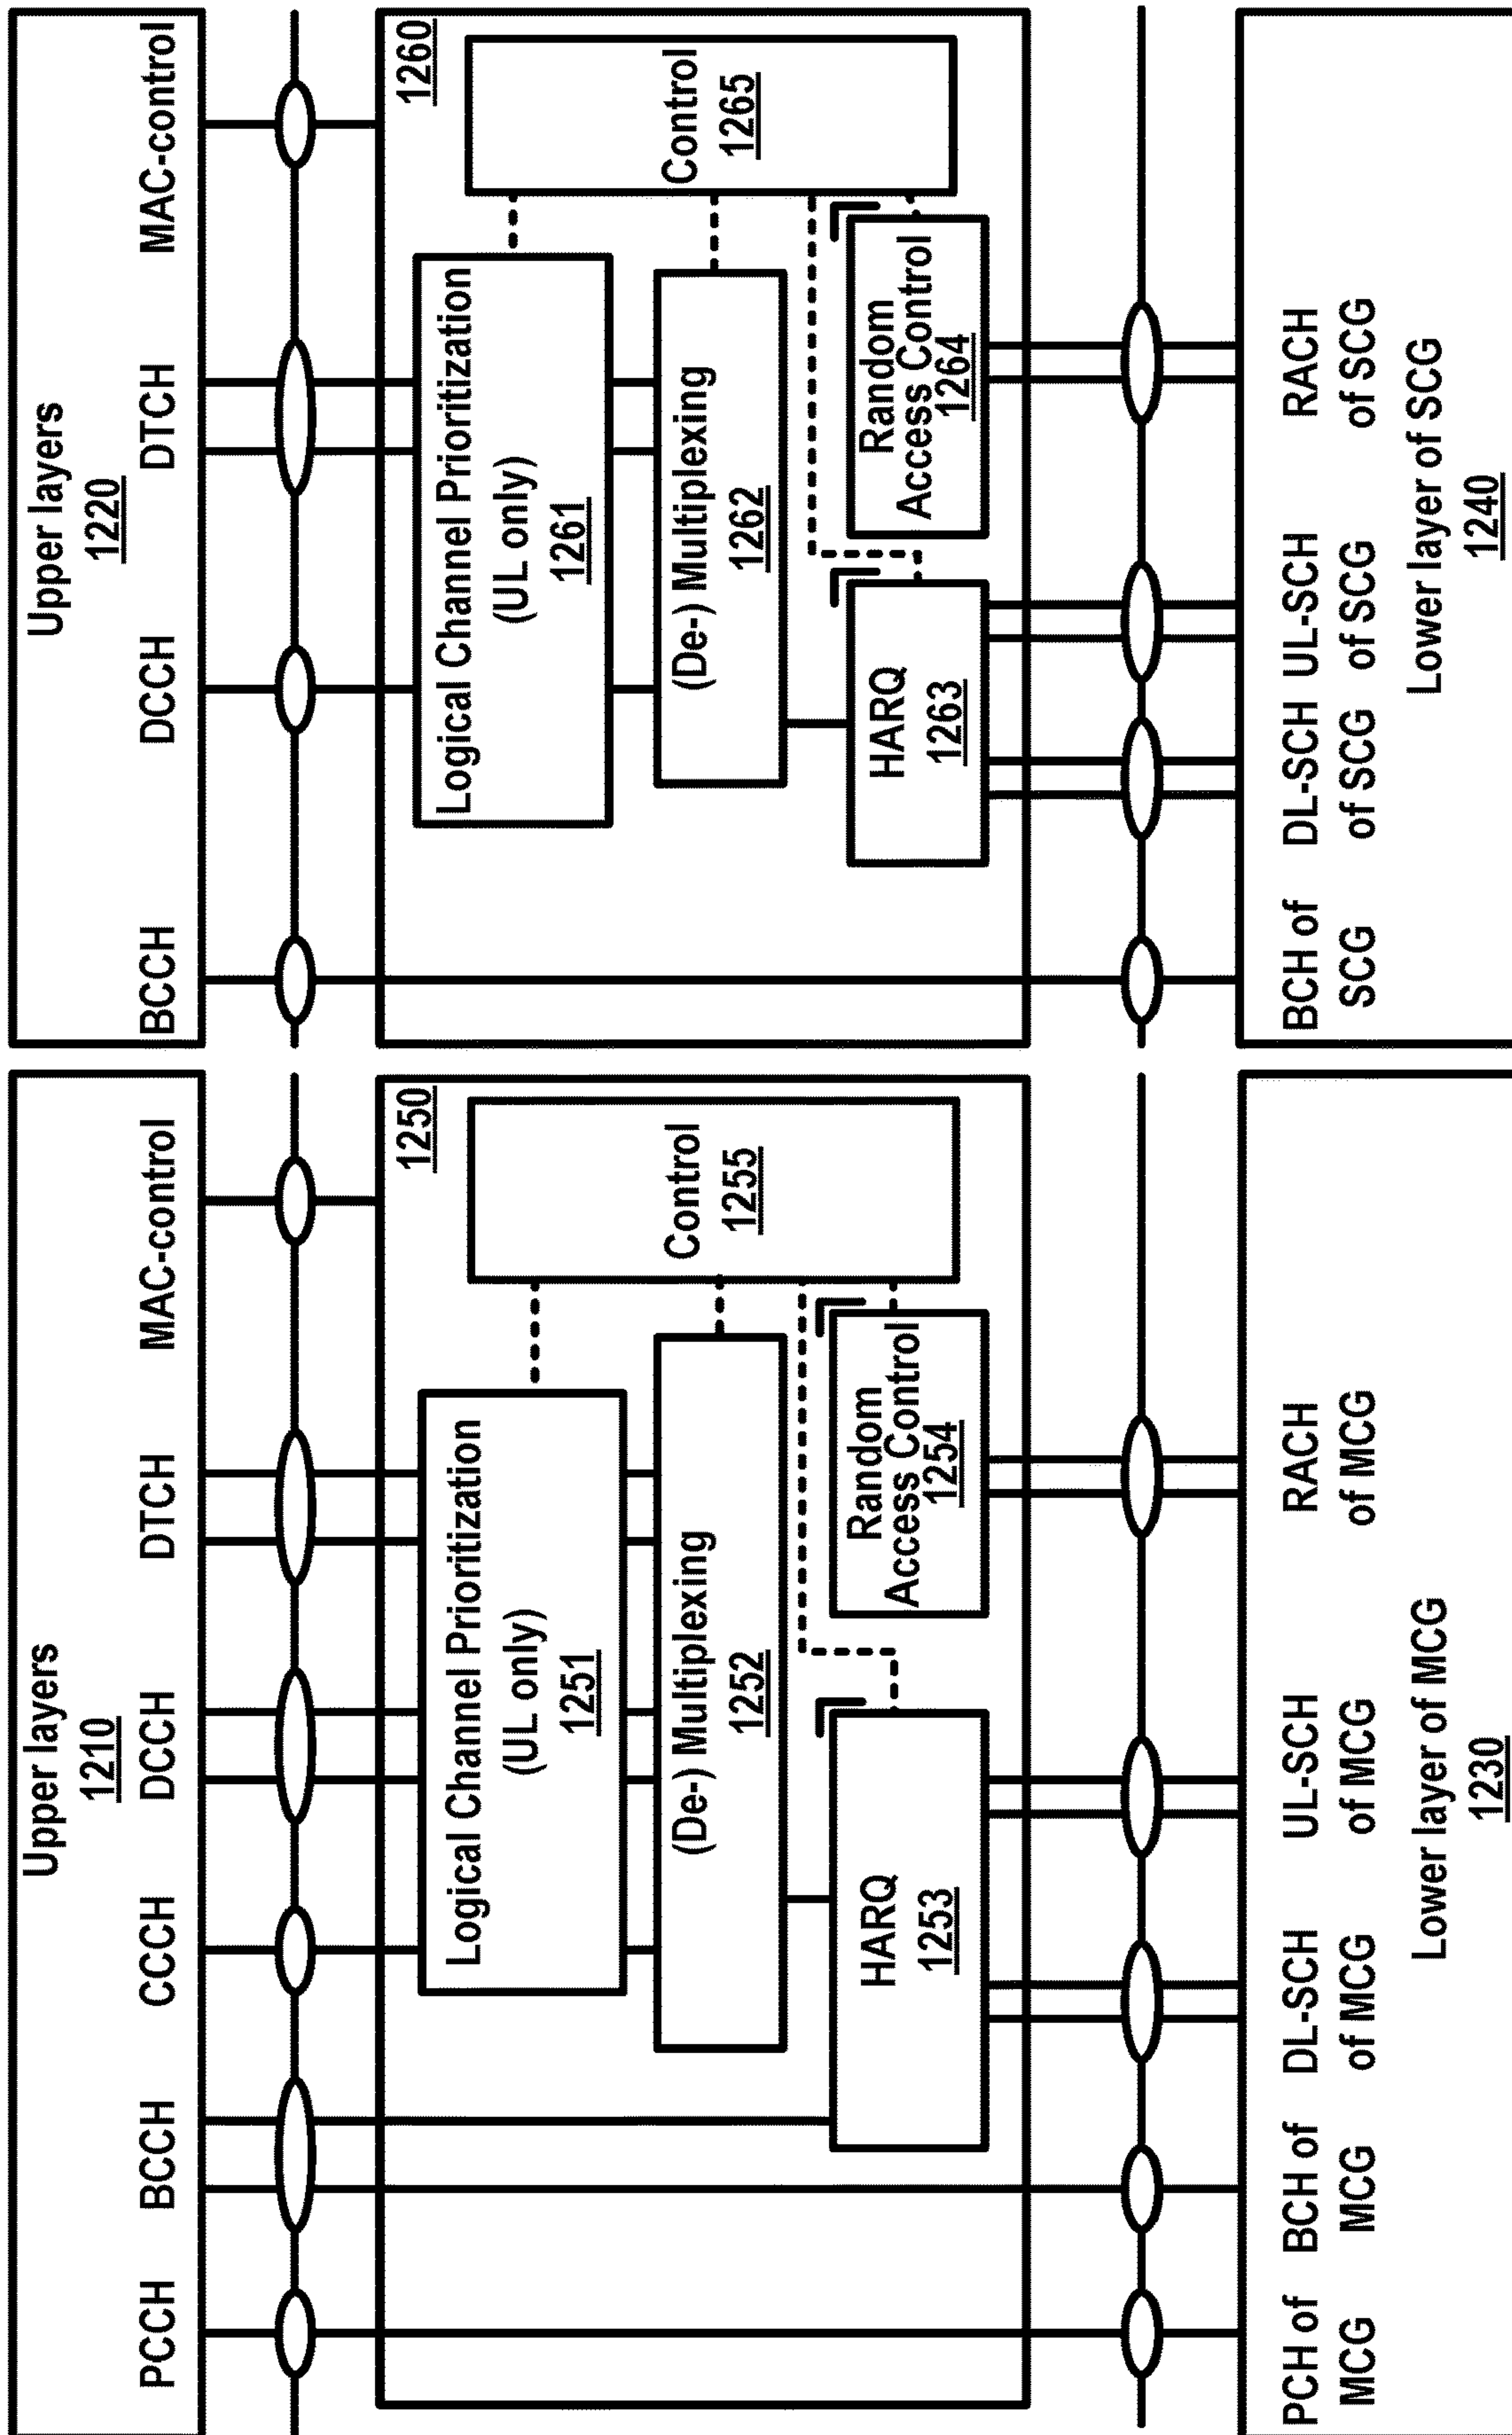 Upper layers
1210
PCCH
BCCH
CCCH
DCCH
DTCH
MAC-control
1250
Logical Channel Prioritization
(UL only)
1251
(De-) Multiplexing
1252
HARQ
1253
Random
Access Control
1254
Control
1255
PCH of
MCG
BCH of
MCG
DL-SCH
of MCG
UL-SCH
of MCG
RACH
of MCG
Lower layer of MCG
1230
Upper layers
1220
BCCH
DCCH
DTCH
MAC-control
1260
Logical Channel Prioritization
(UL only)
1261
(De-) Multiplexing
1262
HARQ
1263
Random
Access Control
1264
Control
1265
BCH of
SCG
DL-SCH
of SCG
UL-SCH
of SCG
RACH
of SCG
Lower layer of SCG
1240